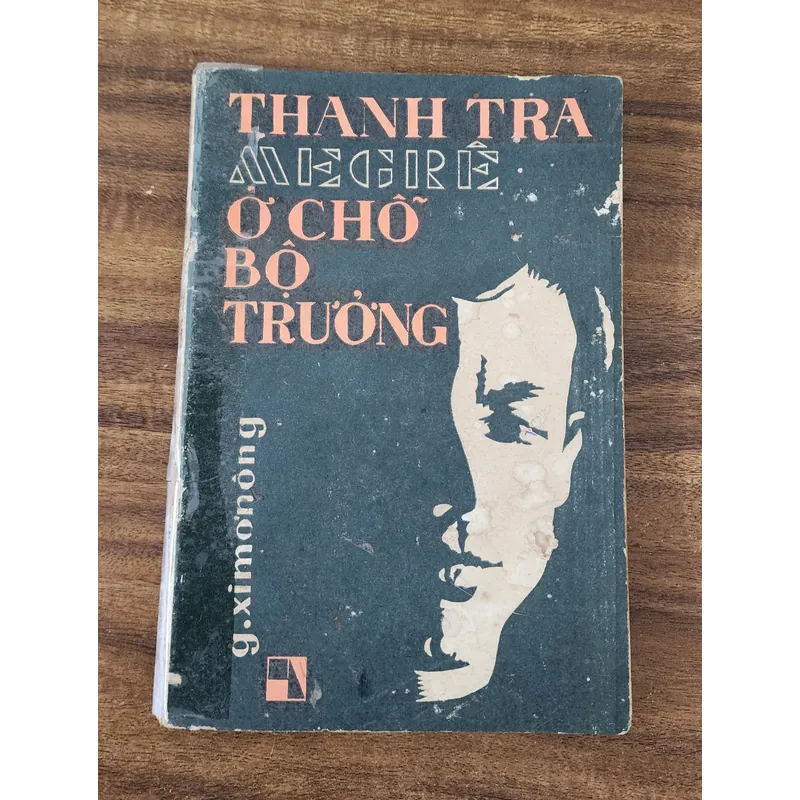 THANH TRA
MEGRÊ
Ở CHỖ
BỘ
TRƯỞNG
g.ximơnông